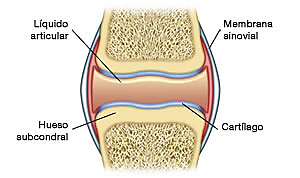 Líquido
articular
Membrana
sinovial
Hueso
subcondral
Cartílago